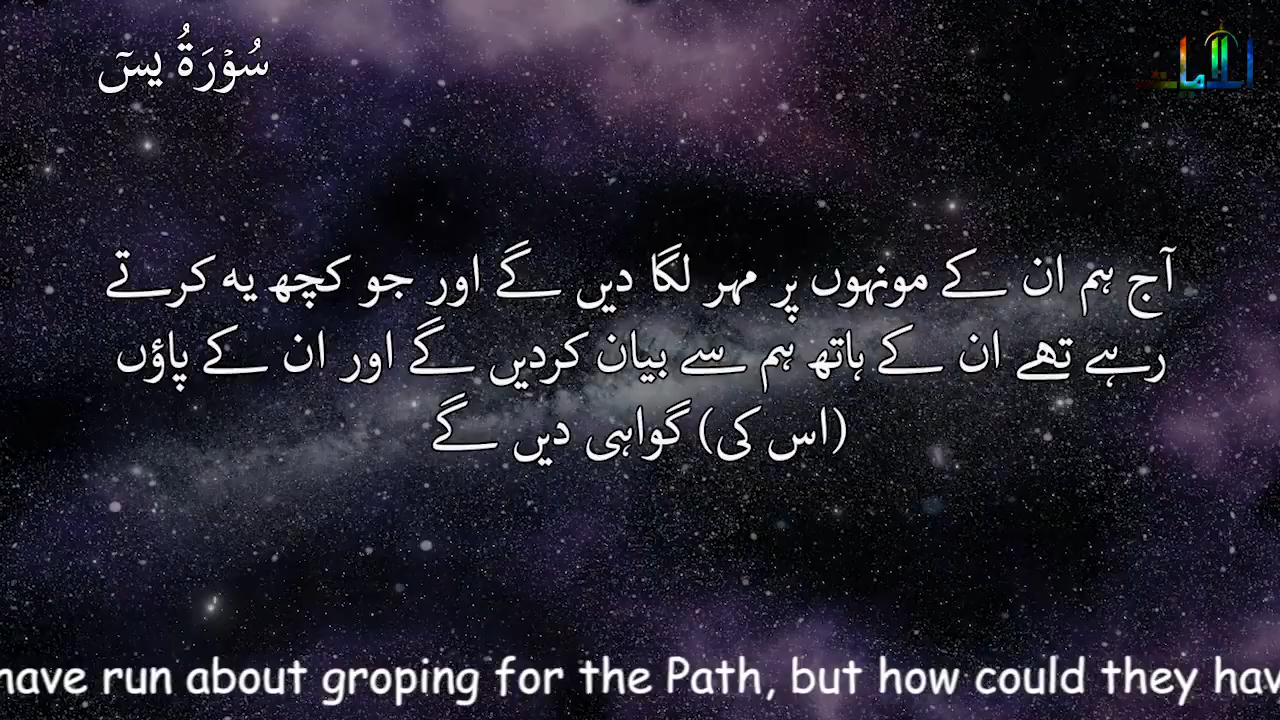 سُوْرَةُ يسٓ
آج ہم ان کے مونہوں پر مہر لگا دیں گے اور جو کچھ یہ کرتے
رہے تھے ان کے ہاتھ ہم سے بیان کردیں گے اور ان کے پاؤں
(اس کی) گواہی دیں گے
have run about groping for the Path, but how could they hav